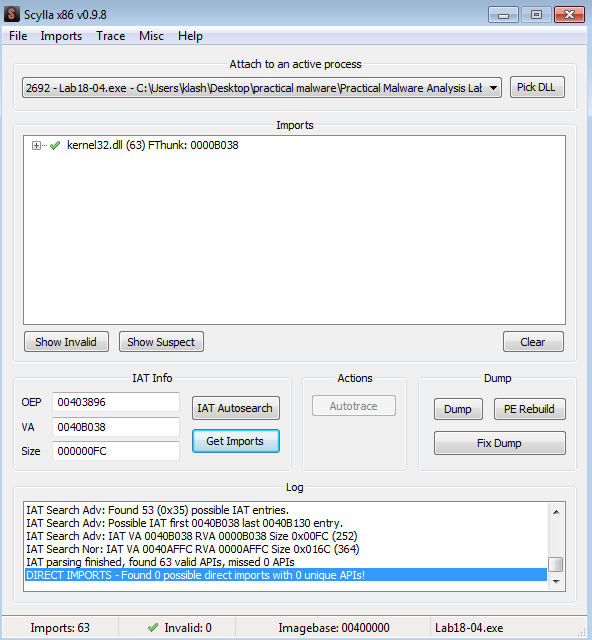 Scylla x86 v0.9.8
File Imports Trace Misc Help
Attach to an active process
2692 - Lab18-04.exe - C:\Users\klash\Desktop\practical malware\Practical Malware Analysis Lab
Pick DLL
Imports
kernel32.dll (63) FThunk: 0000B038
Show Invalid
Show Suspect
Clear
IAT Info
OEP 00403896
VA 0040B038
Size 000000FC
IAT Autosearch
Get Imports
Actions
Autotrace
Dump
Dump
PE Rebuild
Fix Dump
Log
IAT Search Adv: Found 53 (0x35) possible IAT entries.
IAT Search Adv: Possible IAT first 0040B038 last 0040B130 entry.
IAT Search Adv: IAT VA 0040B038 RVA 0000B038 Size 0x00FC (252)
IAT Search Nor: IAT VA 0040AFFC RVA 0000AFFC Size 0x016C (364)
IAT parsing finished, found 63 valid APIs, missed 0 APIs
DIRECT IMPORTS - Found 0 possible direct imports with 0 unique APIs!
Imports: 63
Invalid: 0
Imagebase: 00400000
Lab18-04.exe